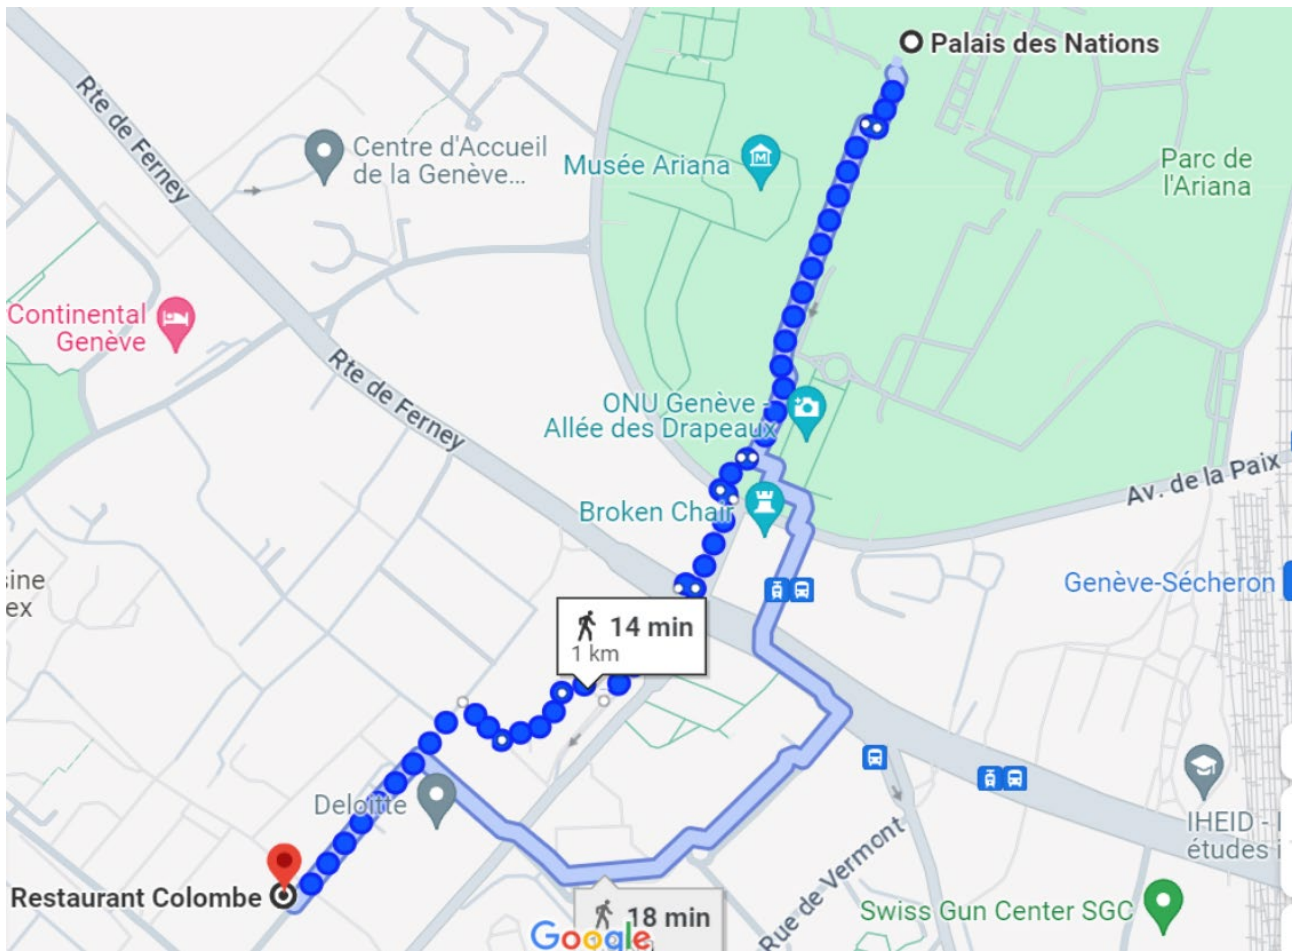 Palais des Nations
Rte de Ferney
Centre d'Accueil
de la Genève...
Musée Ariana
Parc de
l'Ariana
Continental
Genève
Rte de Ferney
ONU Genève -
Allée des Drapeaux
Av. de la Paix
Broken Chair
Genève-Sécheron
sine
ex
14 min
1 km
Deloitte
IHEID -
études i
Rue de Vermont
Restaurant Colombe
18 min
Swiss Gun Center SGC
Google